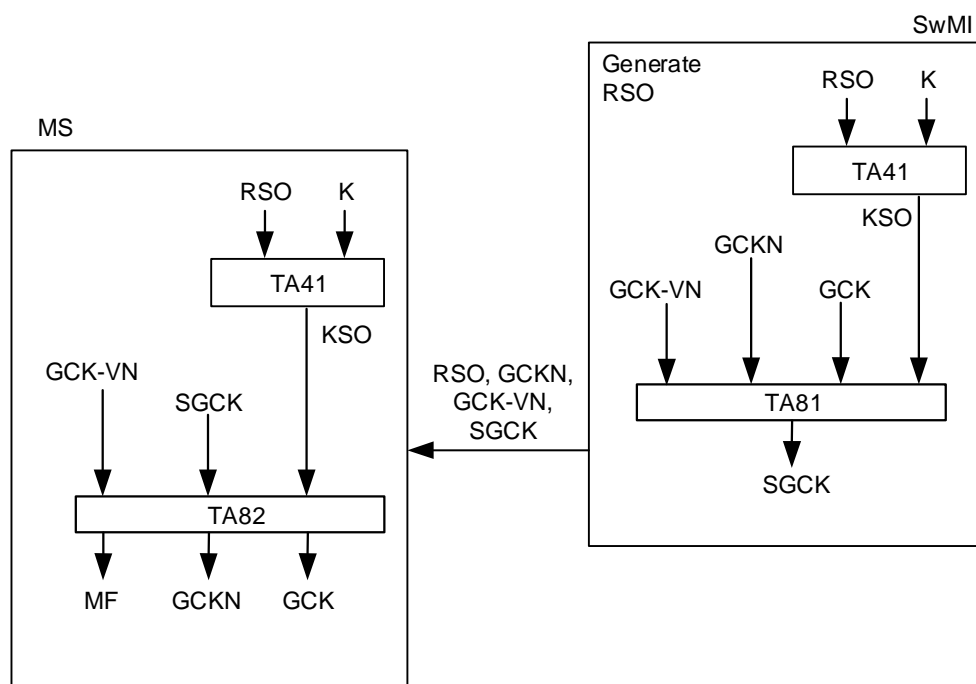 SwMI
Generate
RSO
RSO
K
TA41
KSO
GCKN
GCK-VN
GCK
TA81
SGCK
MS
RSO
K
TA41
KSO
GCK-VN
SGCK
TA82
MF
GCKN
GCK
RSO, GCKN,
GCK-VN,
SGCK